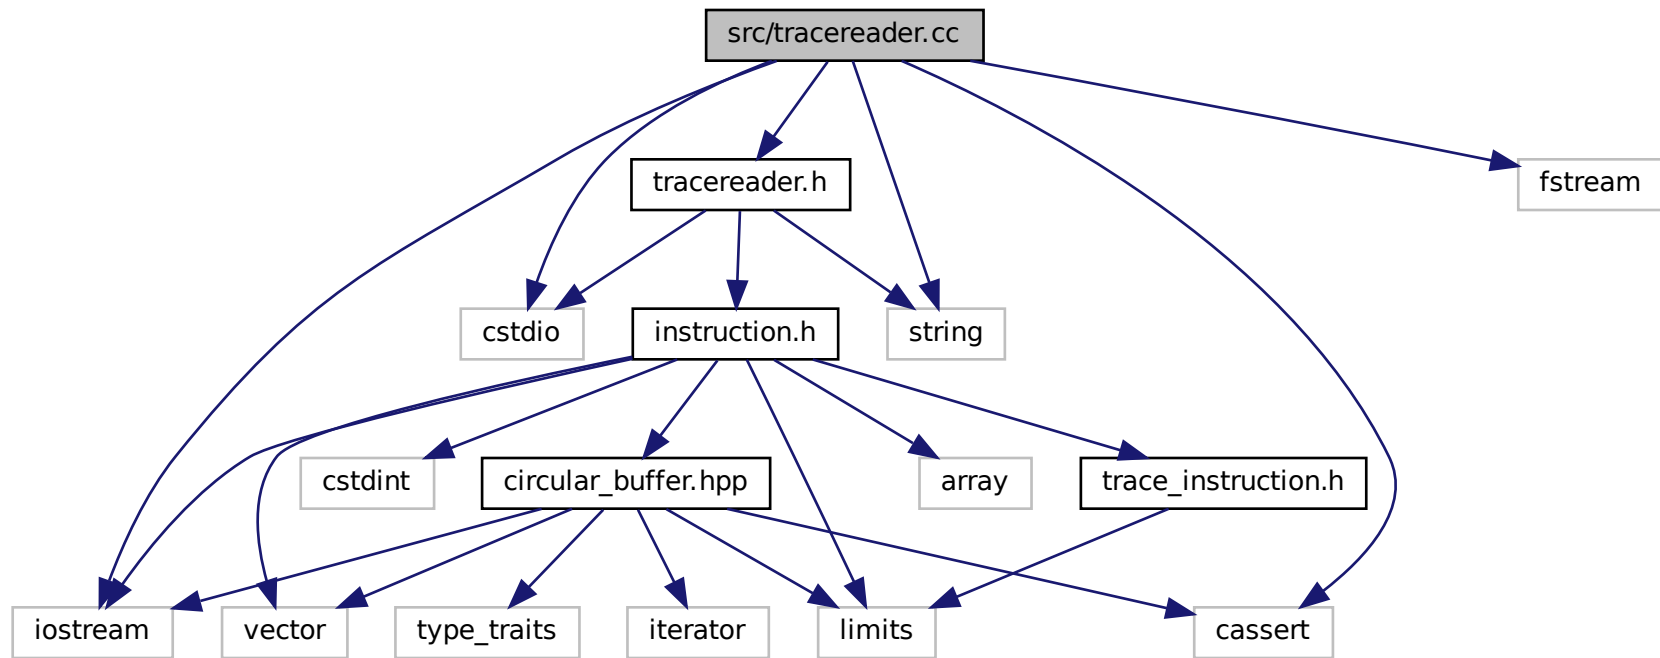 src/tracereader.cc
tracereader.h
fstream
cstdio
instruction.h
string
cstdint
circular_buffer.hpp
array
trace_instruction.h
iostream
vector
type_traits
iterator
limits
cassert